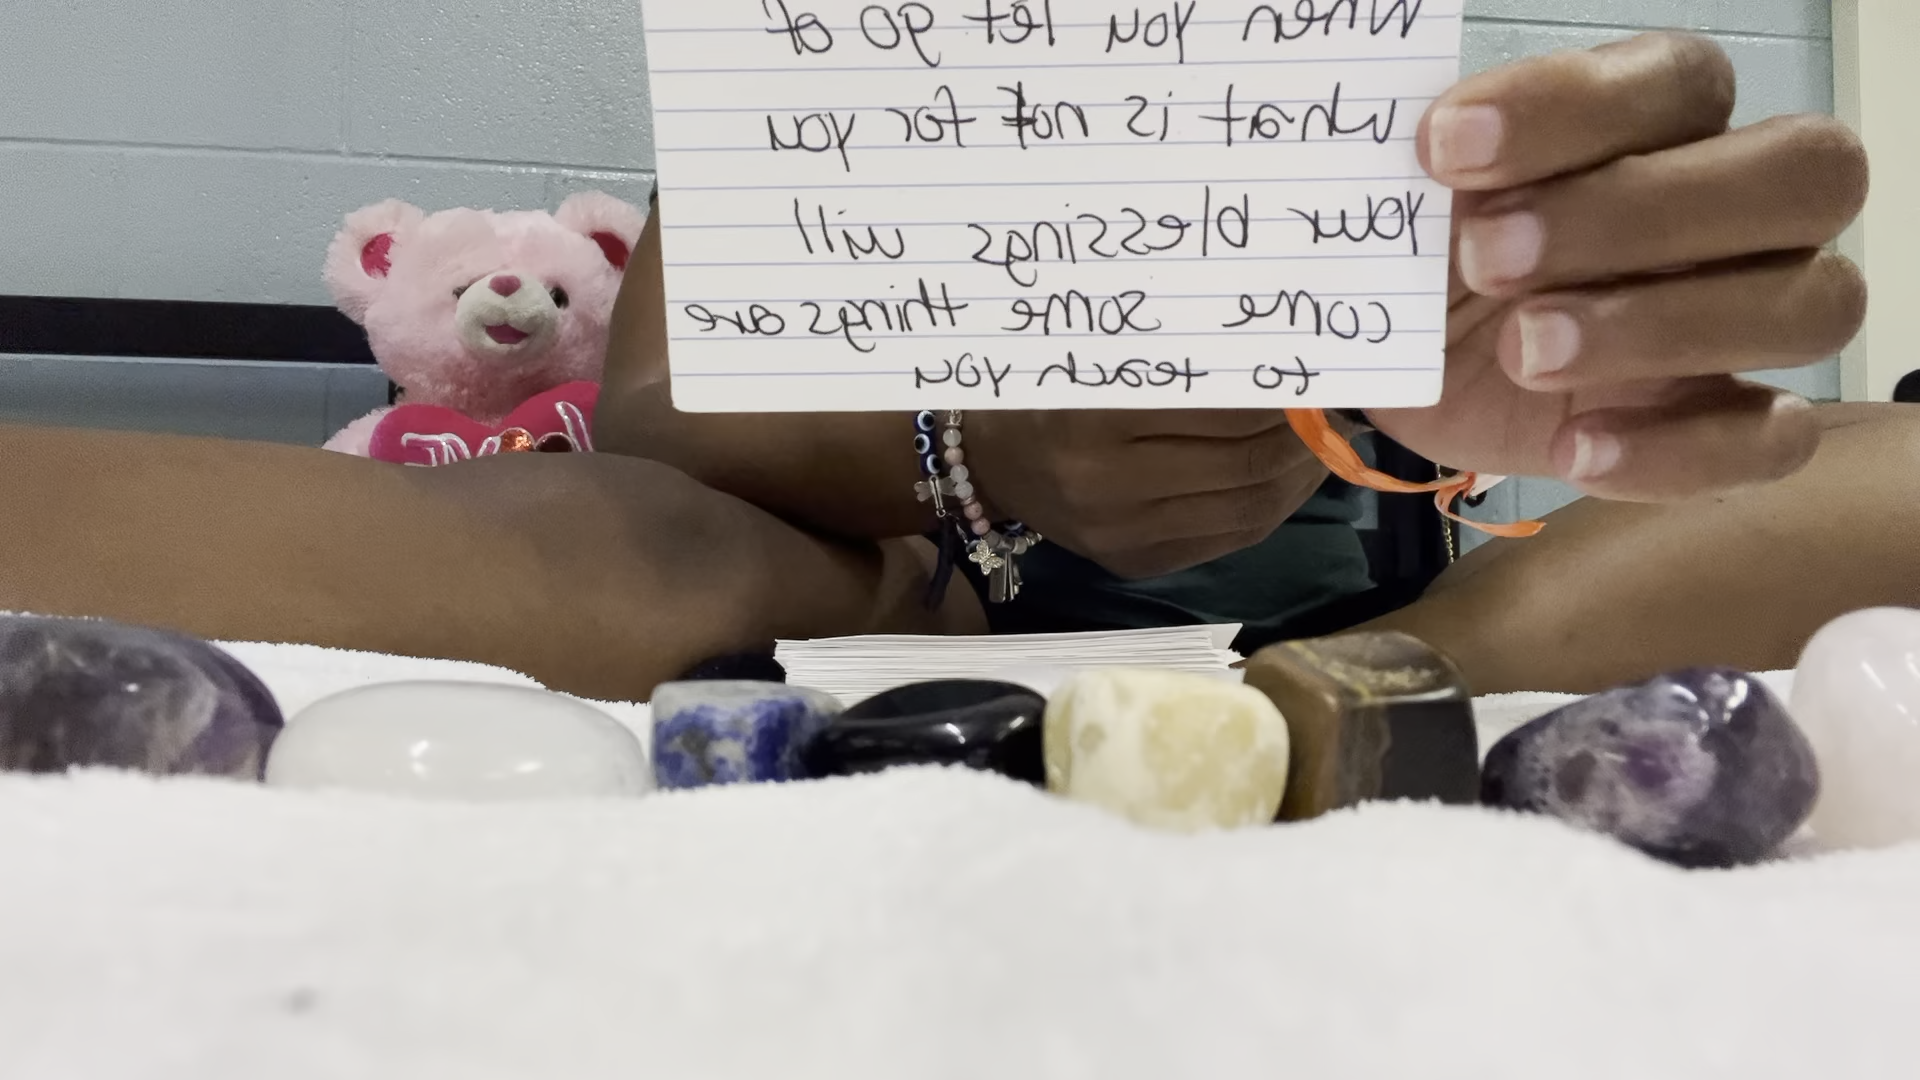 When you let go of
what is not for you
your blessings will
come some things are
to teach you